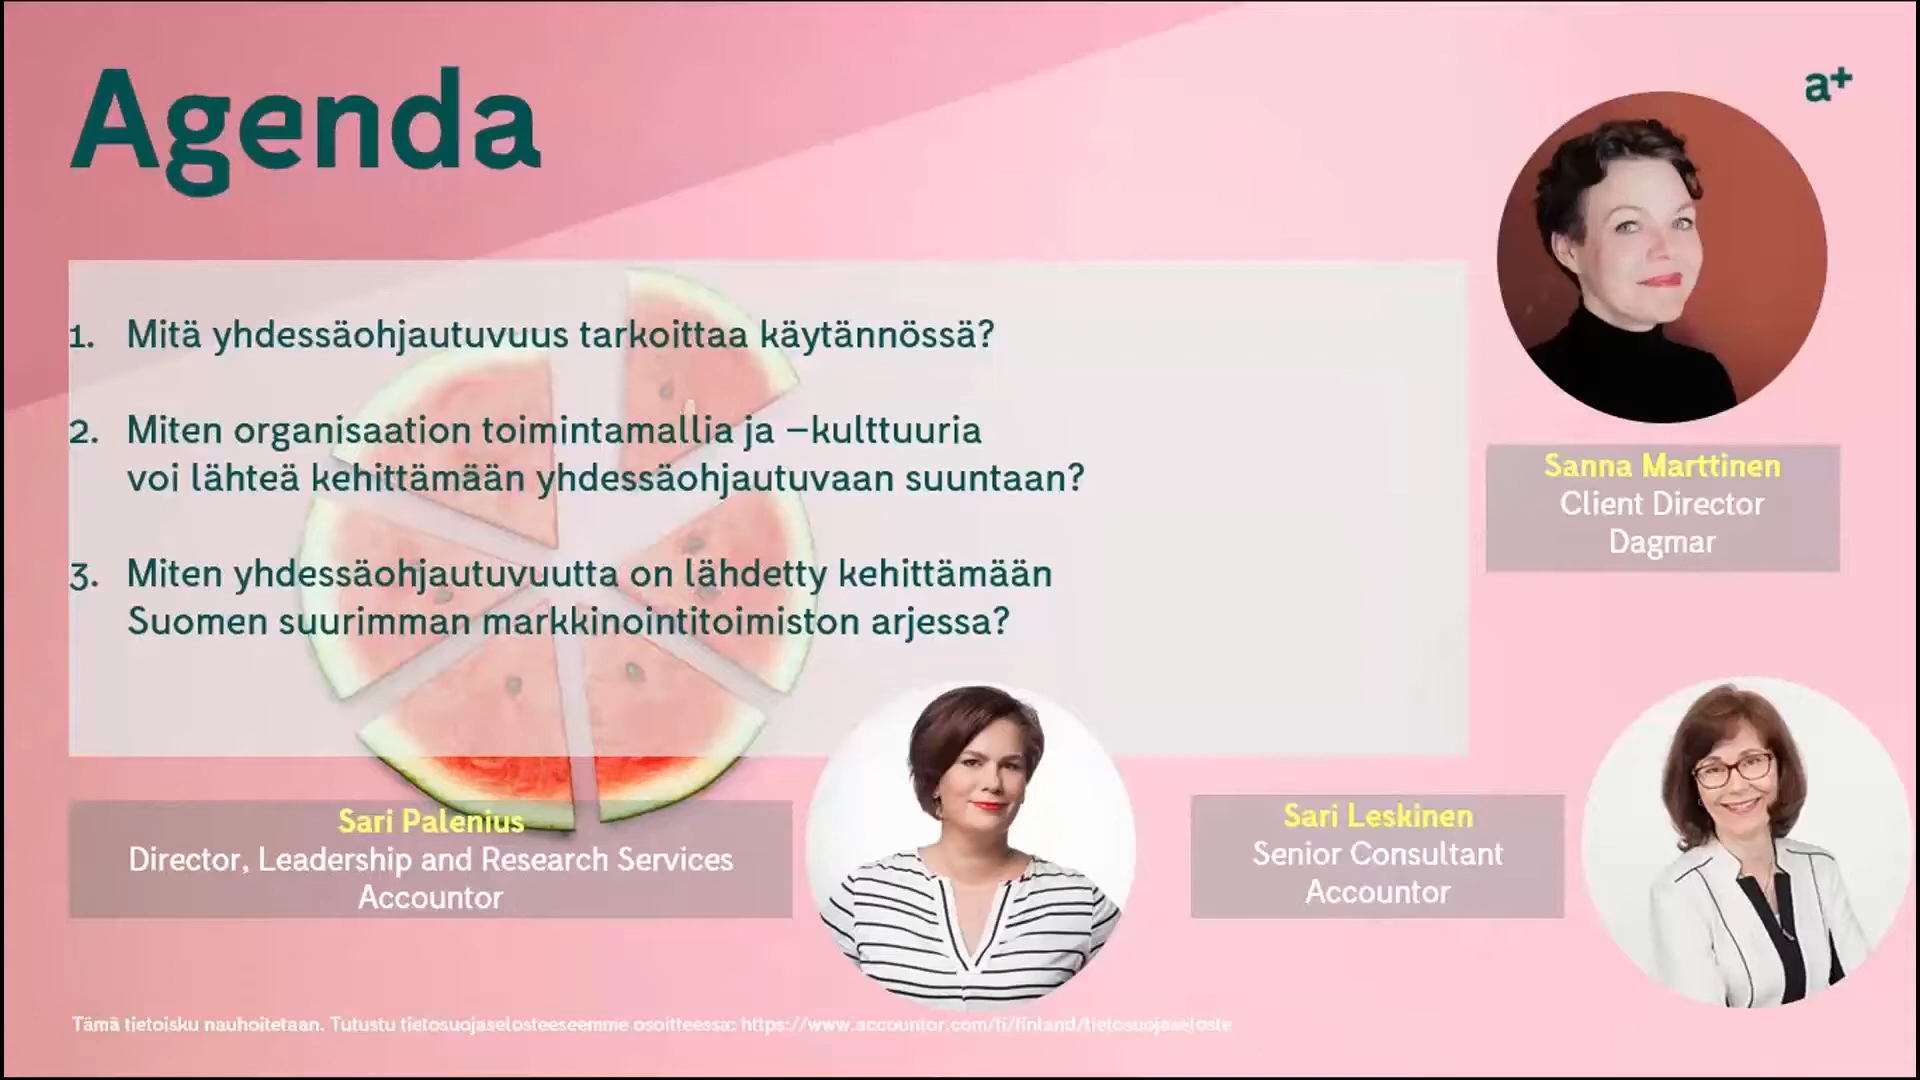 Agenda
a+
1. Mitä yhdessäohjautuvuus tarkoittaa käytännössä?
2. Miten organisaation toimintamallia ja –kulttuuria
voi lähteä kehittämään yhdessäohjautuvaan suuntaan?
3. Miten yhdessäohjautuvuutta on lähdetty kehittämään
Suomen suurimman markkinointitoimiston arjessa?
Sanna Marttinen
Client Director
Dagmar
Sari Palenius
Director, Leadership and Research Services
Accountor
Sari Leskinen
Senior Consultant
Accountor
Tämä tietoisku nauhoitetaan. Tutustu tietosuojaselosteeseemme osoitteessa: https://www.accountor.com/fi/finland/tietosuojaseloste